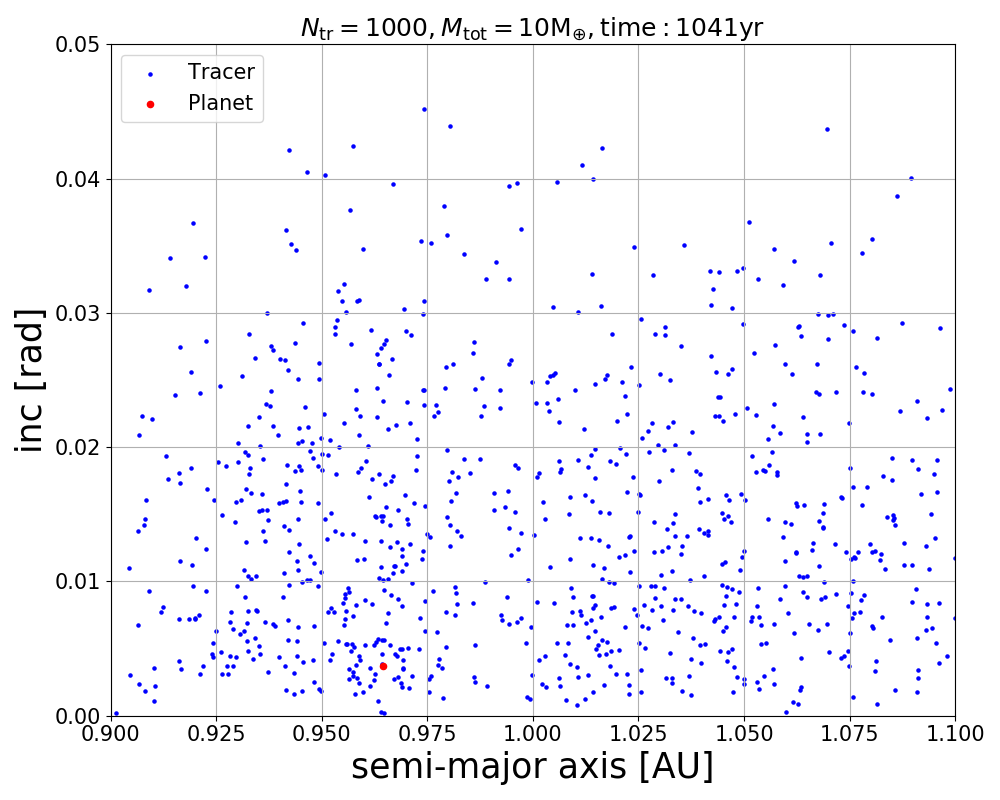 N_tr = 1000, M_tot = 10M_⊕, time : 1041yr
Tracer
Planet
0.05
0.04
0.03
0.02
0.01
0.00
inc [rad]
0.900 0.925 0.950 0.975 1.000 1.025 1.050 1.075 1.100
semi-major axis [AU]